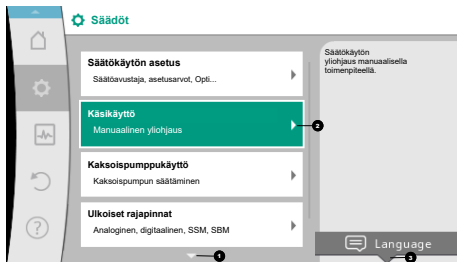 Säädöt
Säätökäytön asetus
Säätöavustaja, asetusarvot, Opti...
Käsikäyttö
Manuaalinen yliohjaus
2
Kaksoispumppukäyttö
Kaksoispumpun säätäminen
Ulkoiset rajapinnat
Analoginen, digitaalinen, SSM, SBM
1
Säätökäytön
yliohjaus manuaalisella
toimenpiteellä.
Language
3